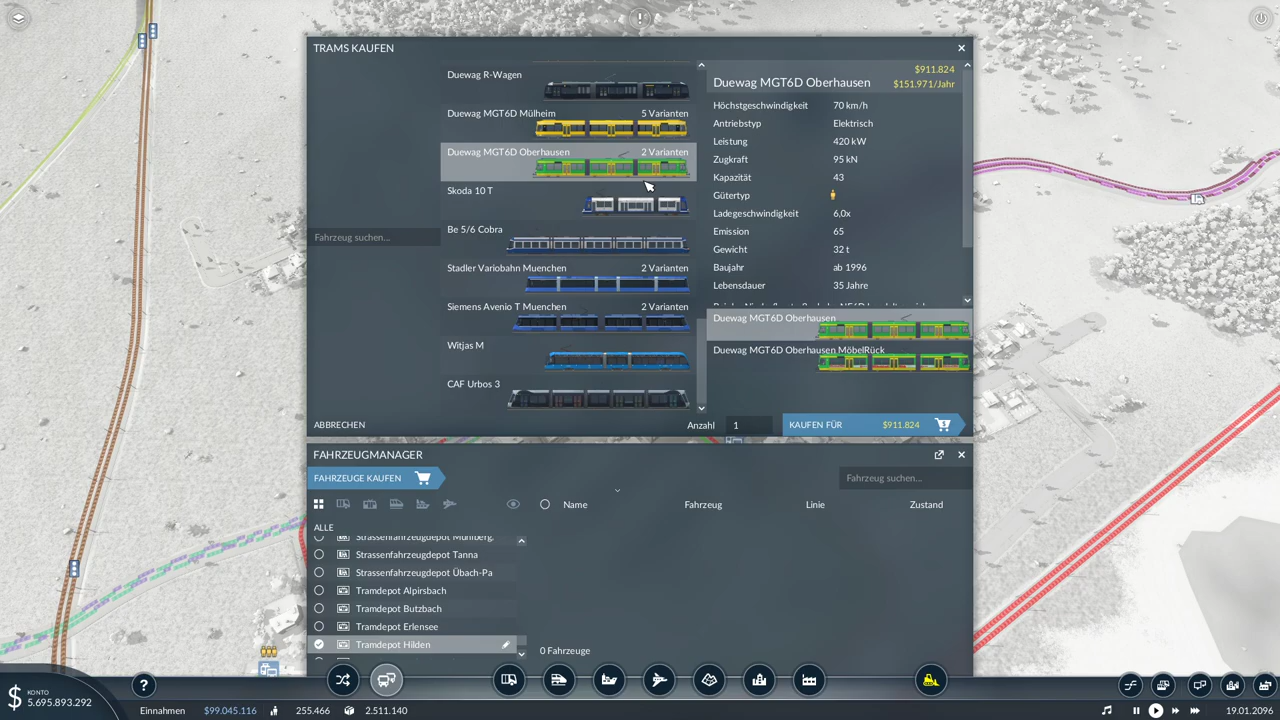 TRAMS KAUFEN
Fahrzeug suchen...
Duewag R-Wagen
Duewag MGT6D Mülheim 5 Varianten
Duewag MGT6D Oberhausen 2 Varianten
Skoda 10 T
Be 5/6 Cobra
Stadler Variobahn Muenchen 2 Varianten
Siemens Avenio T Muenchen 2 Varianten
Witjas M
CAF Urbos 3
$911.824
Duewag MGT6D Oberhausen
$151.971/Jahr
Höchstgeschwindigkeit 70 km/h
Antriebstyp Elektrisch
Leistung 420 kW
Zugkraft 95 kN
Kapazität 43
Gütertyp
Ladegeschwindigkeit 6,0x
Emission 65
Gewicht 32 t
Baujahr ab 1996
Lebensdauer 35 Jahre
Duewag MGT6D Oberhausen
Duewag MGT6D Oberhausen MöbelRück
ABBRECHEN
Anzahl 1
KAUFEN FÜR $911.824
FAHRZEUGMANAGER
FAHRZEUGE KAUFEN
Fahrzeug suchen...
Name Fahrzeug Linie Zustand
ALLE
Strassenfahrzeugdepot Mühlberg.
Strassenfahrzeugdepot Tanna
Strassenfahrzeugdepot Übach-Pa
Tramdepot Alpirsbach
Tramdepot Butzbach
Tramdepot Erlensee
Tramdepot Hilden
0 Fahrzeuge
KONTO
$ 5.695.893.292
?
Einnahmen $99.045.116 255.466 2.511.140
19.01.2096